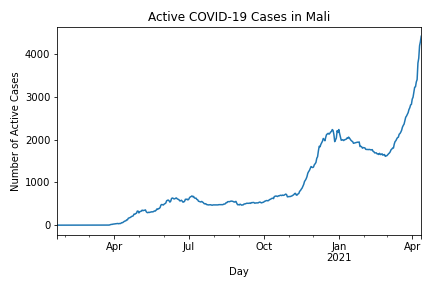 Active COVID-19 Cases in Mali
Number of Active Cases
4000
3000
2000
1000
0
Apr
Jul
Oct
Jan
2021
Apr
Day